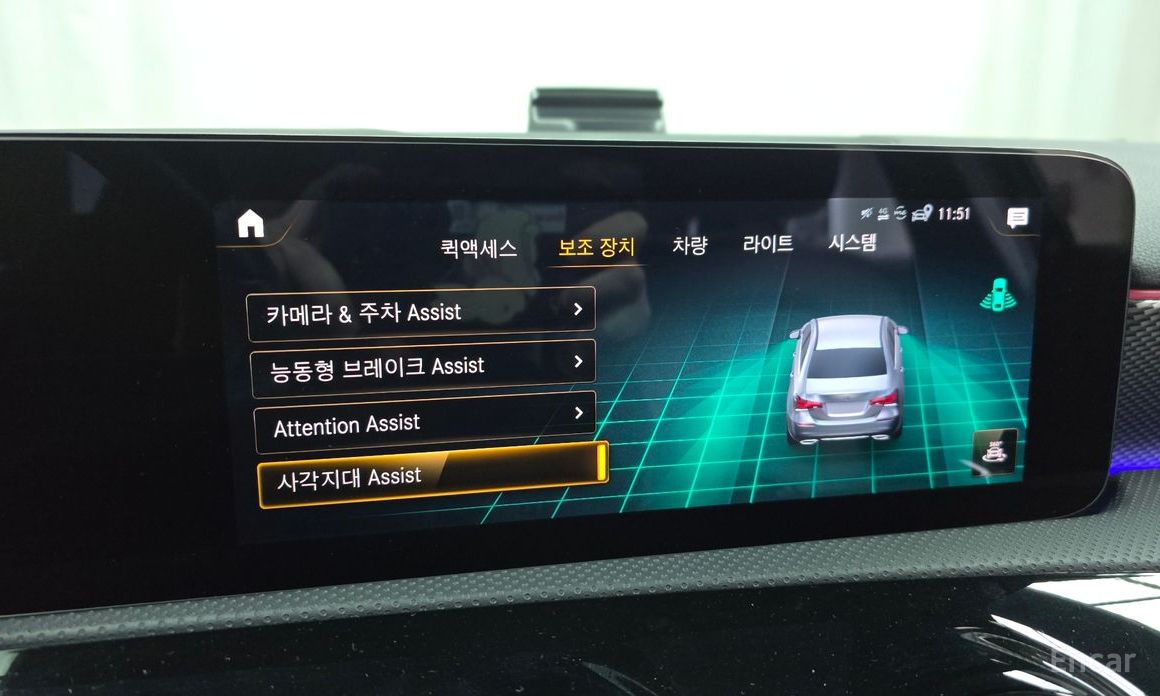 11:51
퀵액세스 보조 장치 차량 라이트 시스템
카메라 & 주차 Assist
능동형 브레이크 Assist
Attention Assist
사각지대 Assist
360°
Encar